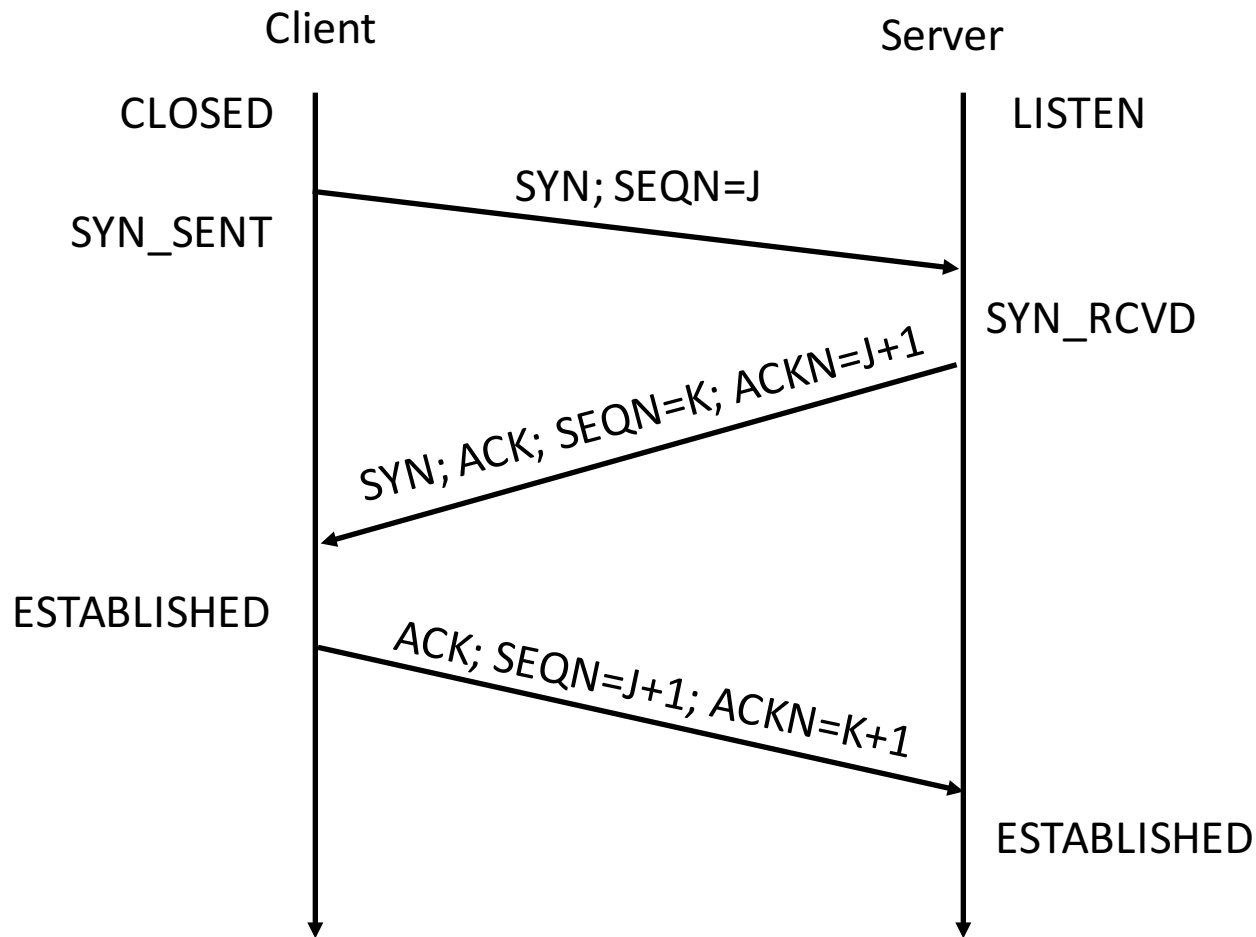 Client
Server
CLOSED
LISTEN
SYN; SEQN=J
SYN_SENT
SYN_RCVD
SYN; ACK; SEQN=K; ACKN=J+1
ESTABLISHED
ACK; SEQN=J+1; ACKN=K+1
ESTABLISHED